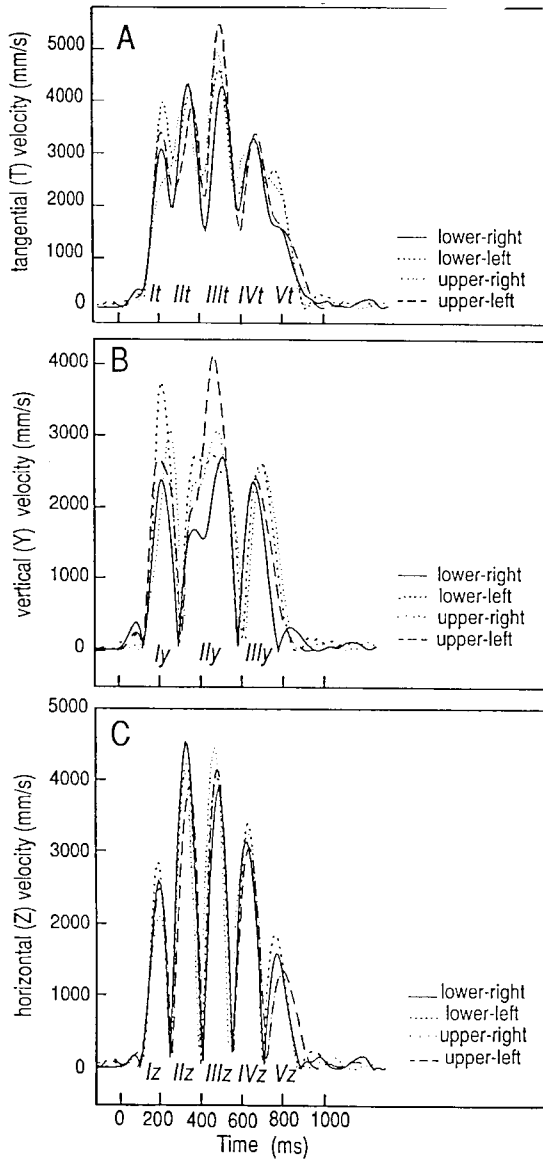 A
tangential (T) velocity (mm/s)
5000
4000
3000
2000
1000
0
It IIt IIIt IVt Vt
lower-right
lower-left
upper-right
upper-left
B
vertical (Y) velocity (mm/s)
4000
3000
2000
1000
0
Iy IIy IIIy
lower-right
lower-left
upper-right
upper-left
C
horizontal (Z) velocity (mm/s)
5000
4000
3000
2000
1000
0
Iz IIz IIIz IVz Vz
lower-right
lower-left
upper-right
upper-left
0 200 400 600 800 1000
Time (ms)